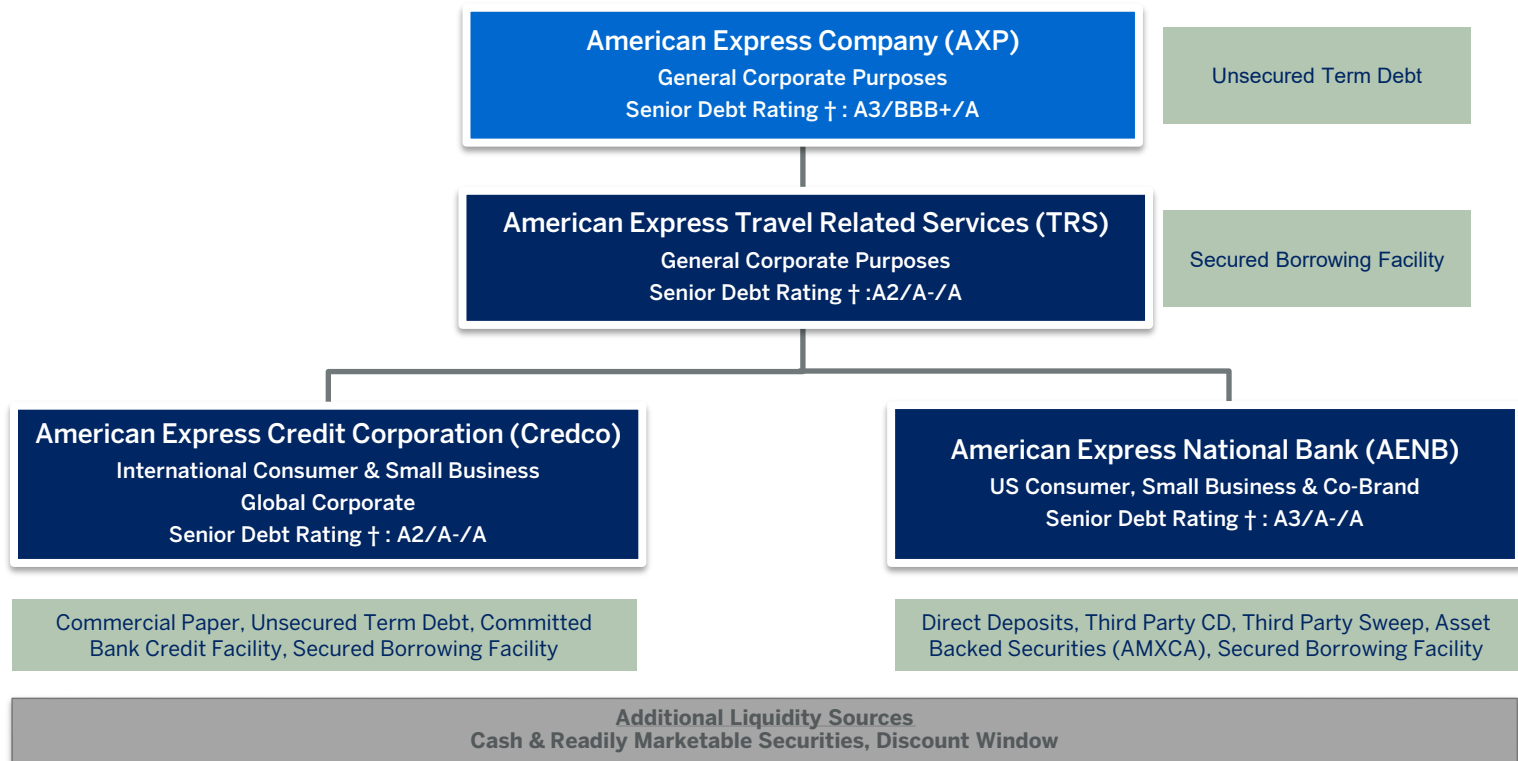 American Express Company (AXP)
General Corporate Purposes
Senior Debt Rating † : A3/BBB+/A
Unsecured Term Debt
American Express Travel Related Services (TRS)
General Corporate Purposes
Senior Debt Rating † :A2/A-/A
Secured Borrowing Facility
American Express Credit Corporation (Credco)
International Consumer & Small Business
Global Corporate
Senior Debt Rating † : A2/A-/A
American Express National Bank (AENB)
US Consumer, Small Business & Co-Brand
Senior Debt Rating † : A3/A-/A
Commercial Paper, Unsecured Term Debt, Committed
Bank Credit Facility, Secured Borrowing Facility
Direct Deposits, Third Party CD, Third Party Sweep, Asset
Backed Securities (AMXCA), Secured Borrowing Facility
Additional Liquidity Sources
Cash & Readily Marketable Securities, Discount Window